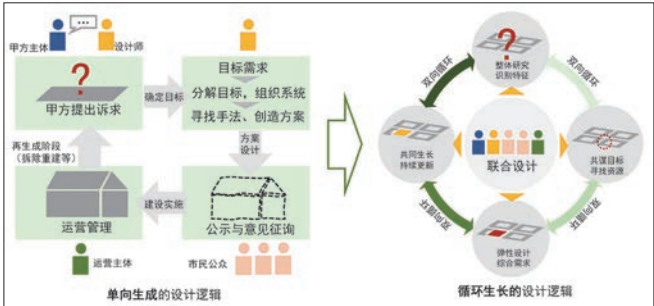 甲方主体
设计师
?
甲方提出诉求
确定目标
目标需求
分解目标，组织系统
寻找手法、创造方案
方案
设计
再生成阶段
（拆除重建等）
运营管理
建设实施
公示与意见征询
运营主体
市民公众
单向生成的设计逻辑
?
整体研究
识别特征
双向循环
双向循环
共同生长
持续更新
联合设计
共谋目标
寻找资源
双向循环
双向循环
弹性设计
综合需求
循环生长的设计逻辑